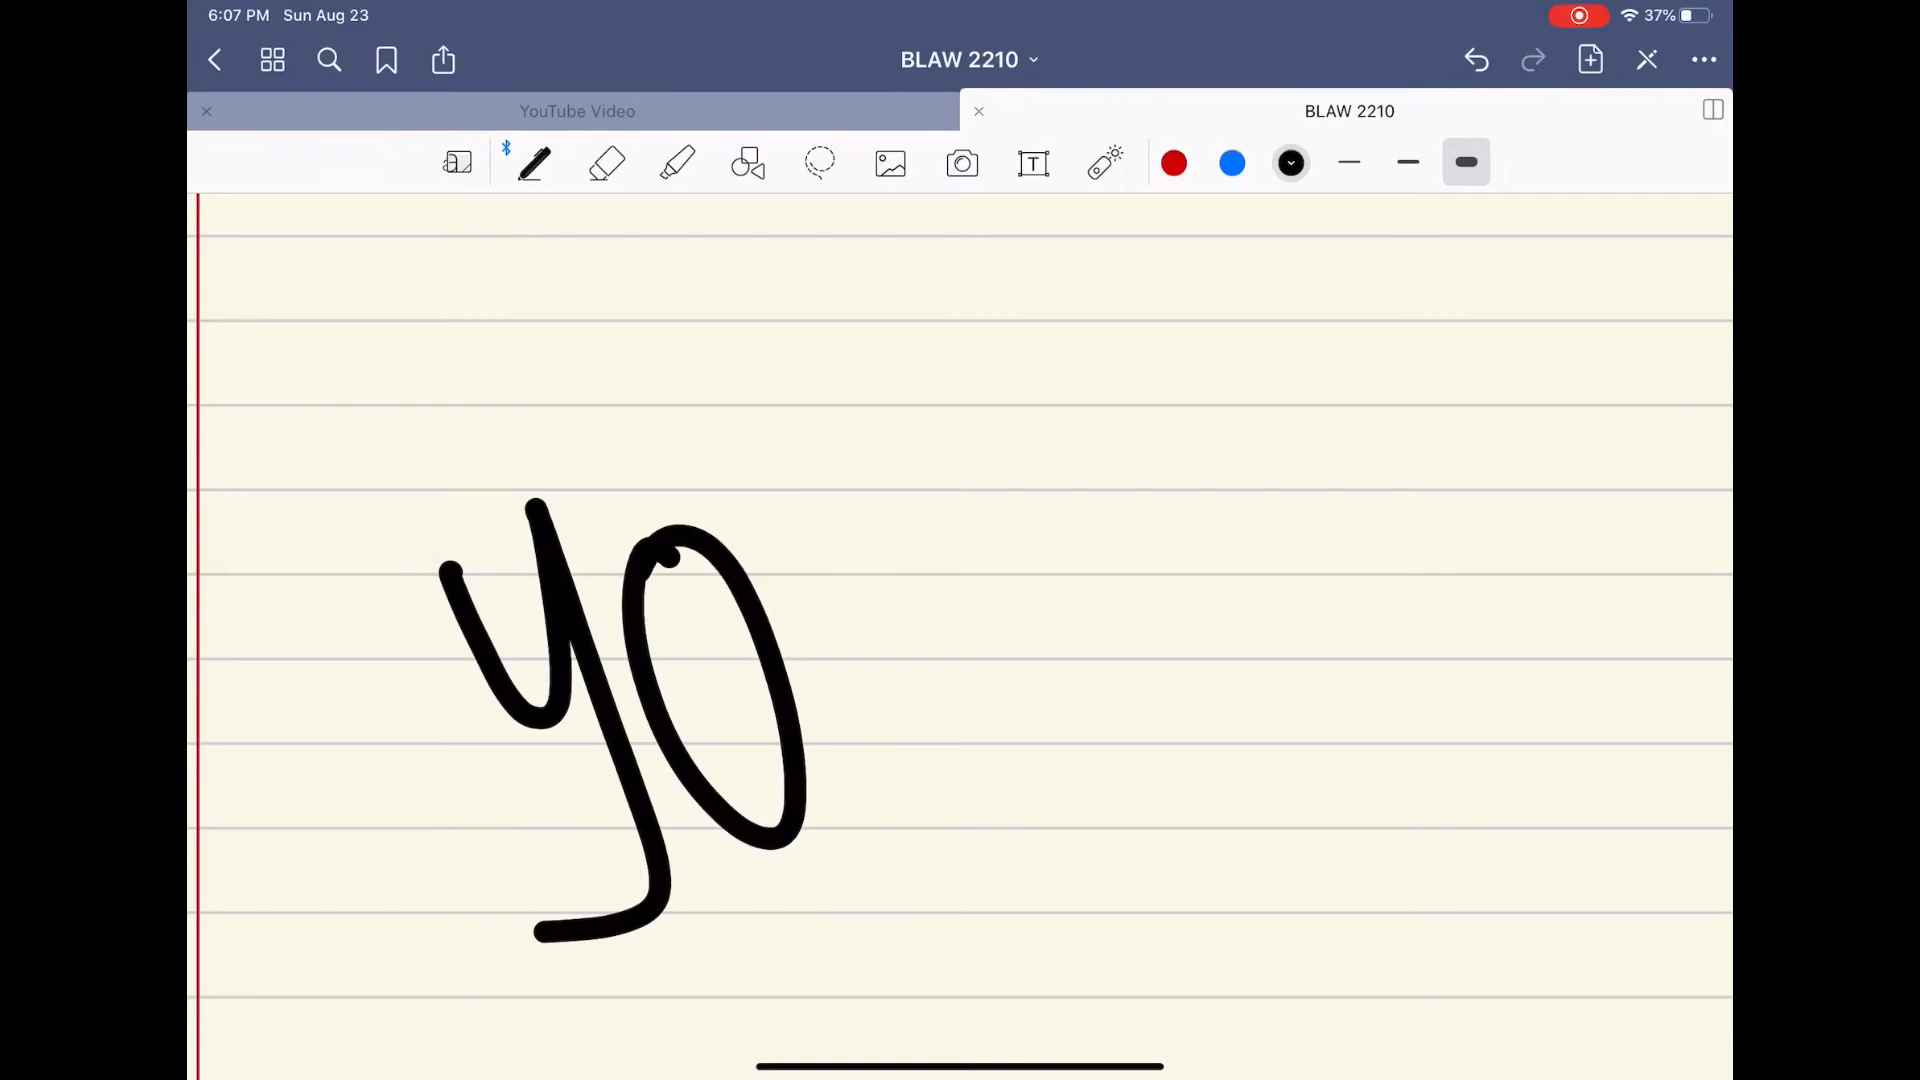 6:07 PM Sun Aug 23 37%
BLAW 2210
YouTube Video BLAW 2210
T
yo